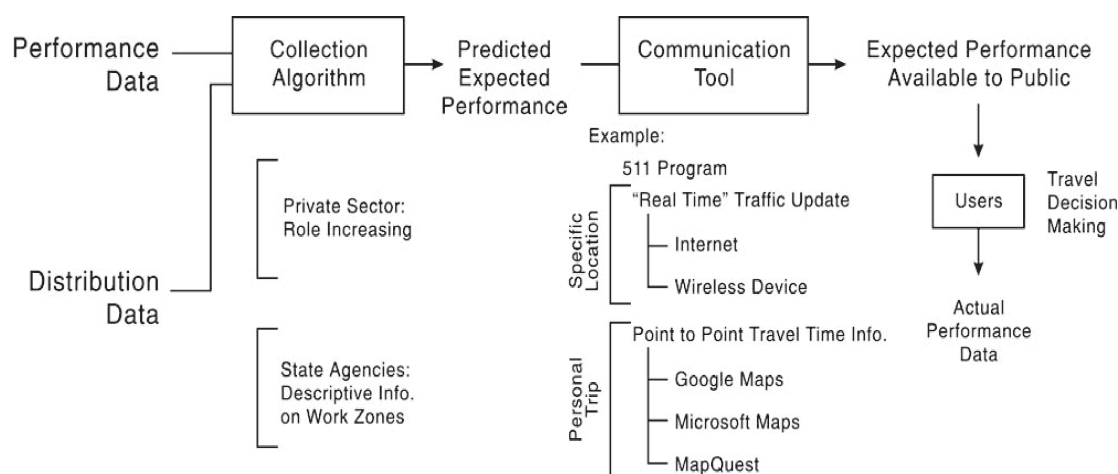 Performance
Data
Collection
Algorithm
Predicted
Expected
Performance
Communication
Tool
Expected Performance
Available to Public
Example:
511 Program
Private Sector:
Role Increasing
Specific
Location
“Real Time” Traffic Update
Internet
Wireless Device
Users
Travel
Decision
Making
Distribution
Data
Actual
Performance
Data
State Agencies:
Descriptive Info.
on Work Zones
Personal
Trip
Point to Point Travel Time Info.
Google Maps
Microsoft Maps
MapQuest